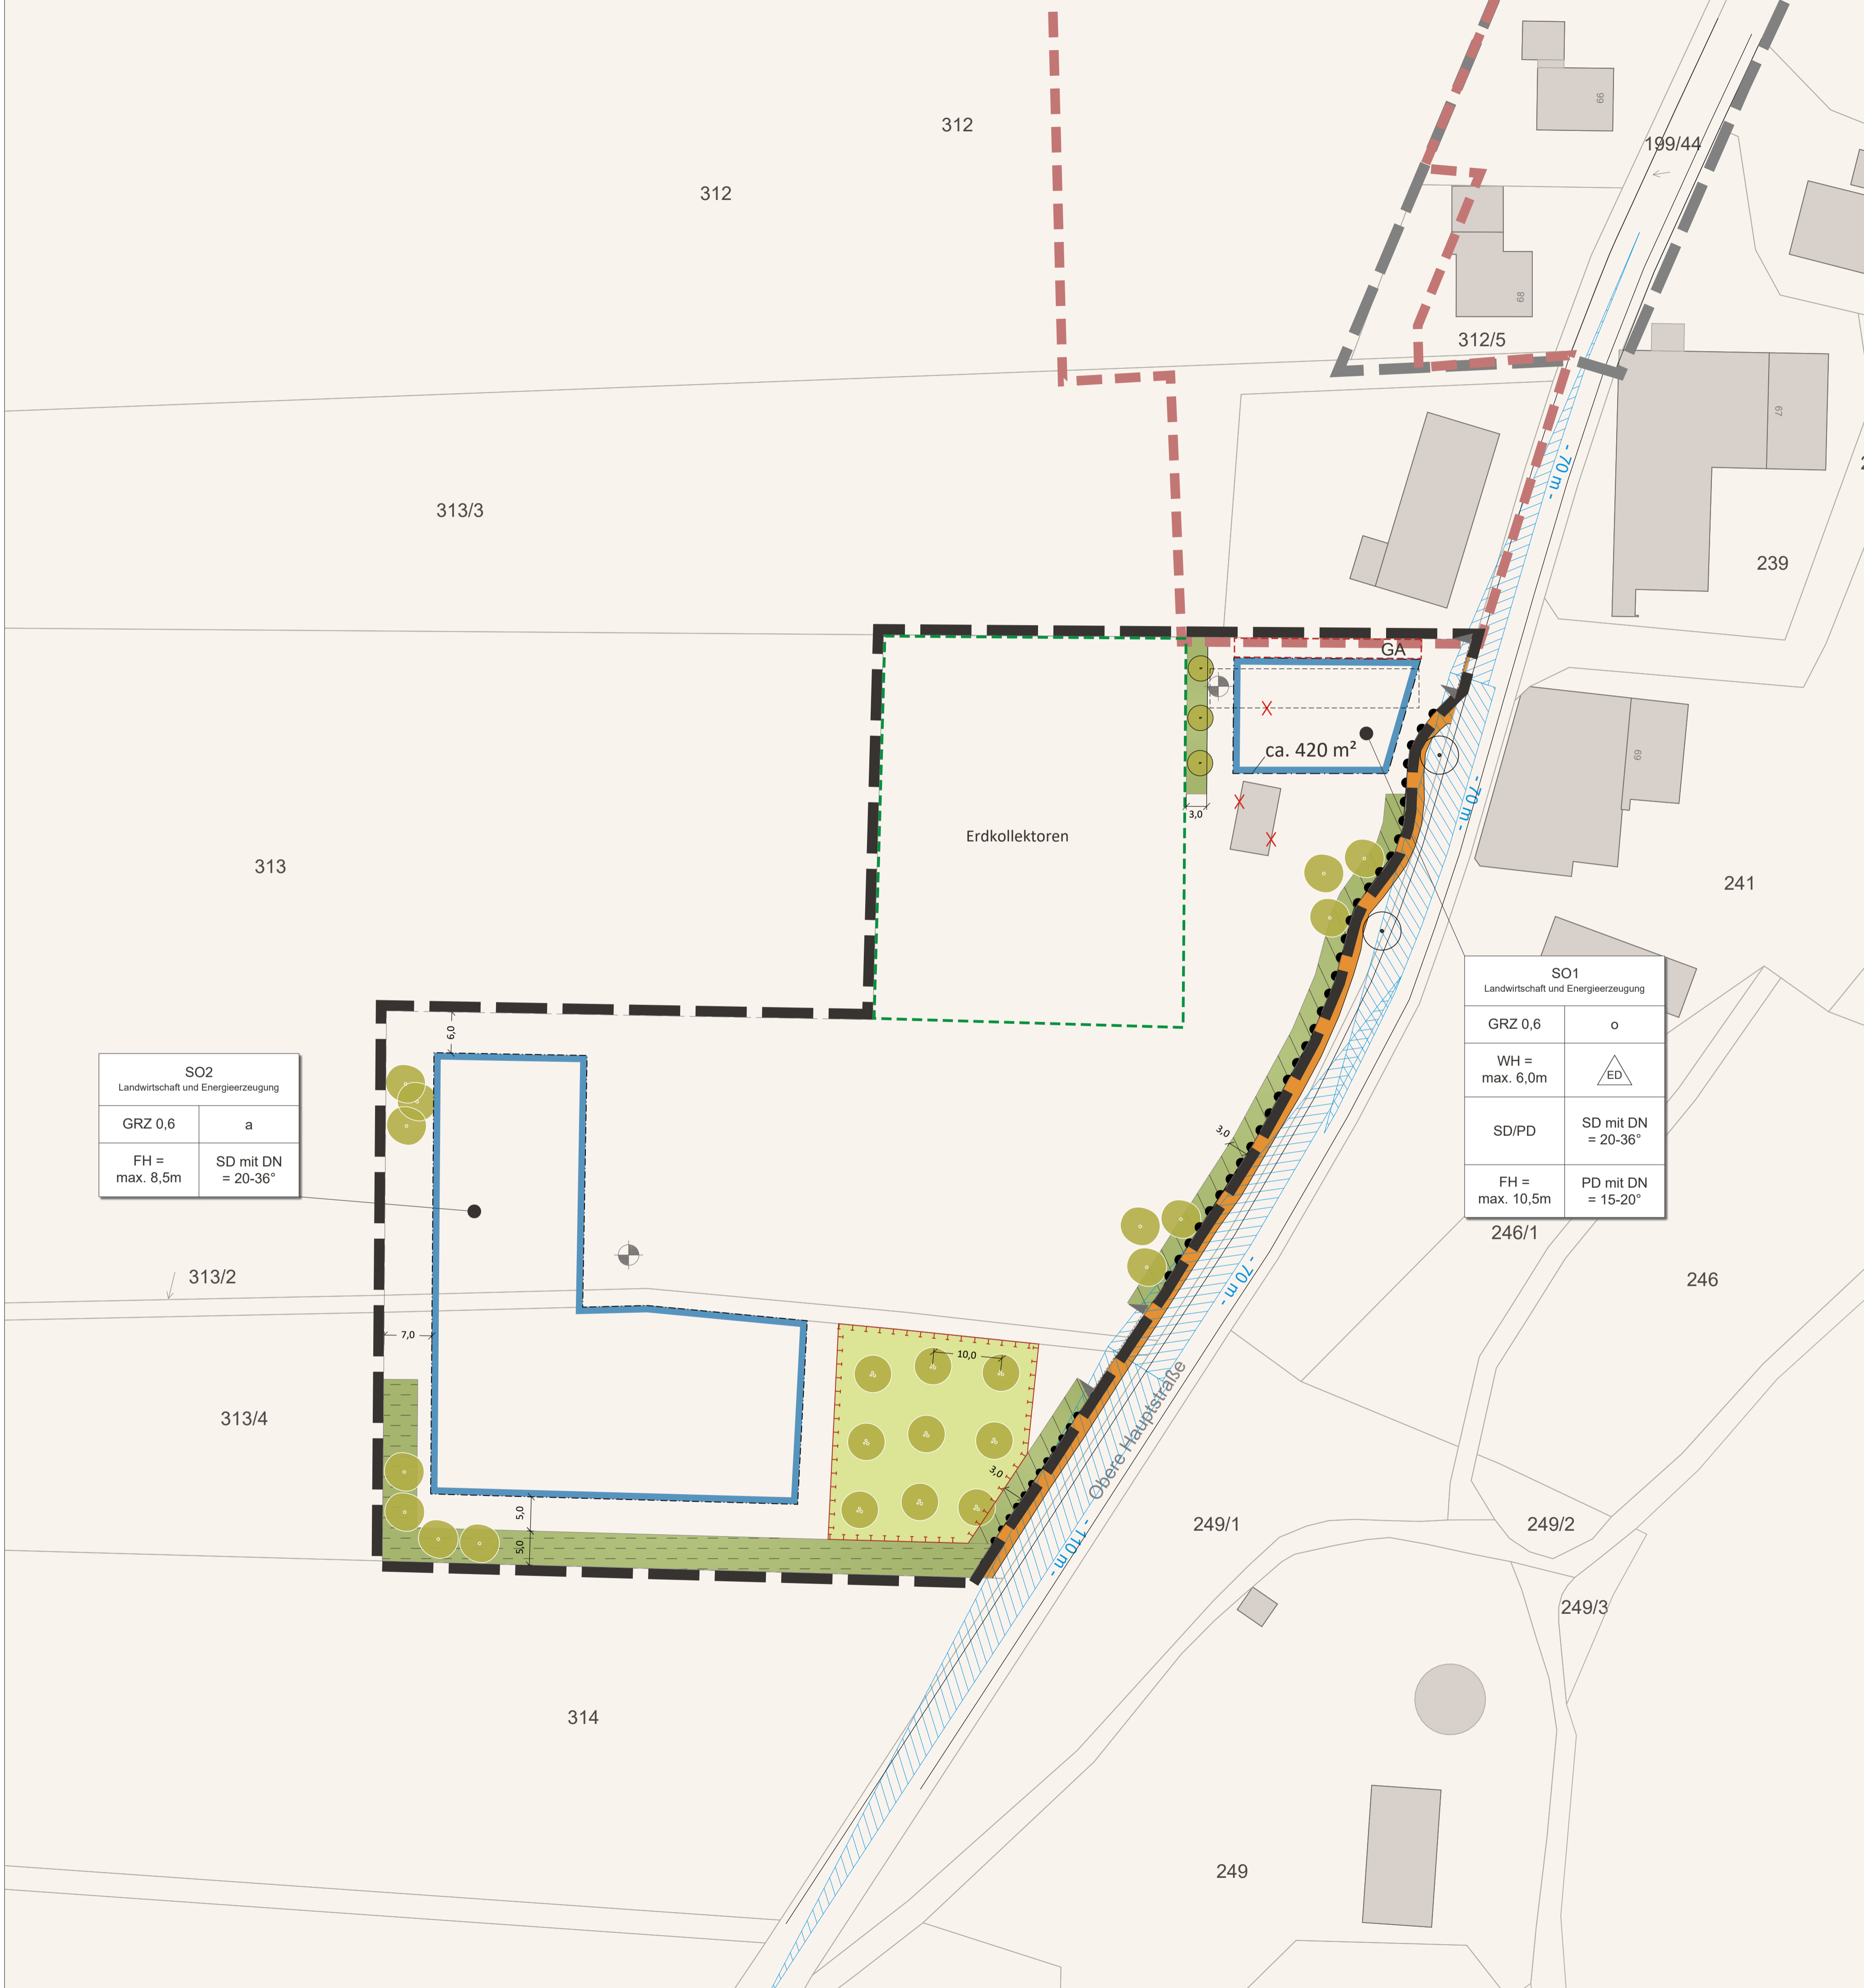 312
66
199/44
312
68
312/5
67
- 70 m -
313/3
239
GA
ca. 420 m²
69
- 70 m -
3,0
Erdkollektoren
313
241
SO1
Landwirtschaft und Energieerzeugung
GRZ 0,6
o
WH =
max. 6,0m
ED
SD/PD
SD mit DN
= 20-36°
FH =
max. 10,5m
PD mit DN
= 15-20°
6,0
SO2
Landwirtschaft und Energieerzeugung
GRZ 0,6
a
FH =
max. 8,5m
SD mit DN
= 20-36°
3,0
246/1
- 70 m -
313/2
246
7,0
10,0
Obere Hauptstraße
313/4
3,0
5,0
5,0
- 110 m -
249/1
249/2
249/3
314
249